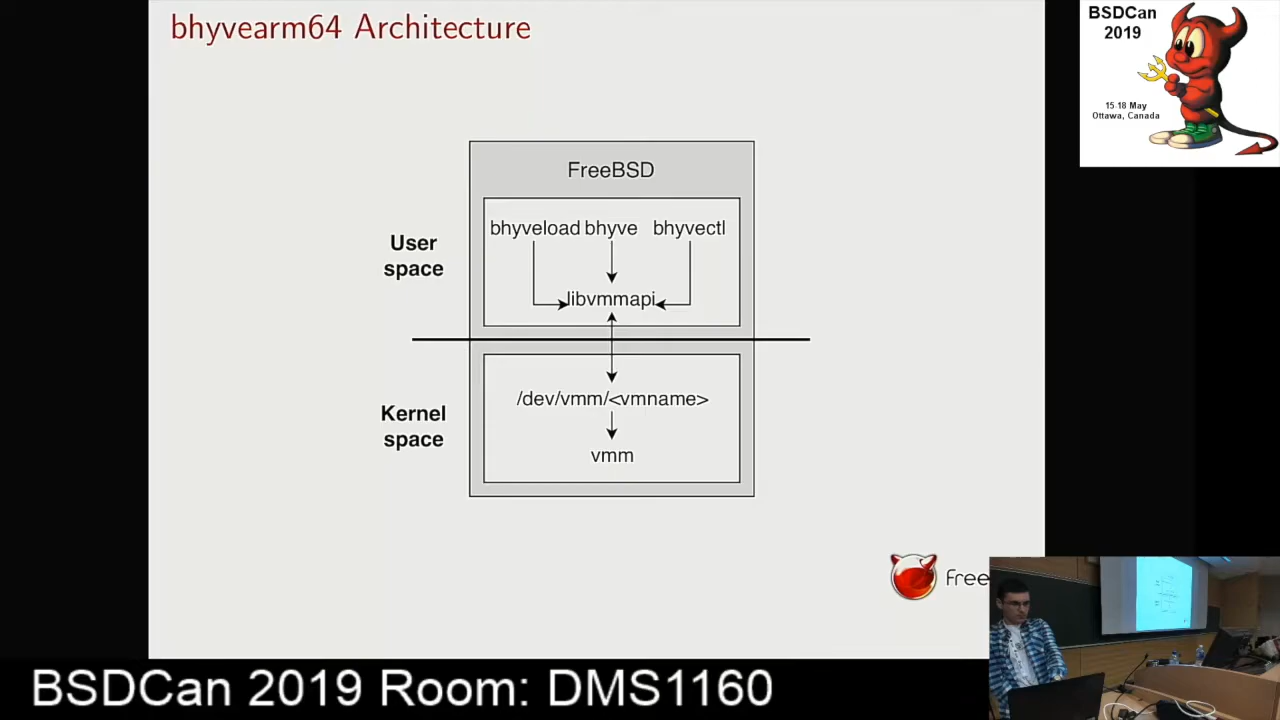 bhyvearm64 Architecture
BSDCan
2019
15-18 May
Ottawa, Canada
FreeBSD
bhyveload bhyve bhyvectl
User
space
libvmmapi
/dev/vmm/<vmname>
Kernel
space
vmm
Free
BSDCan 2019 Room: DMS1160